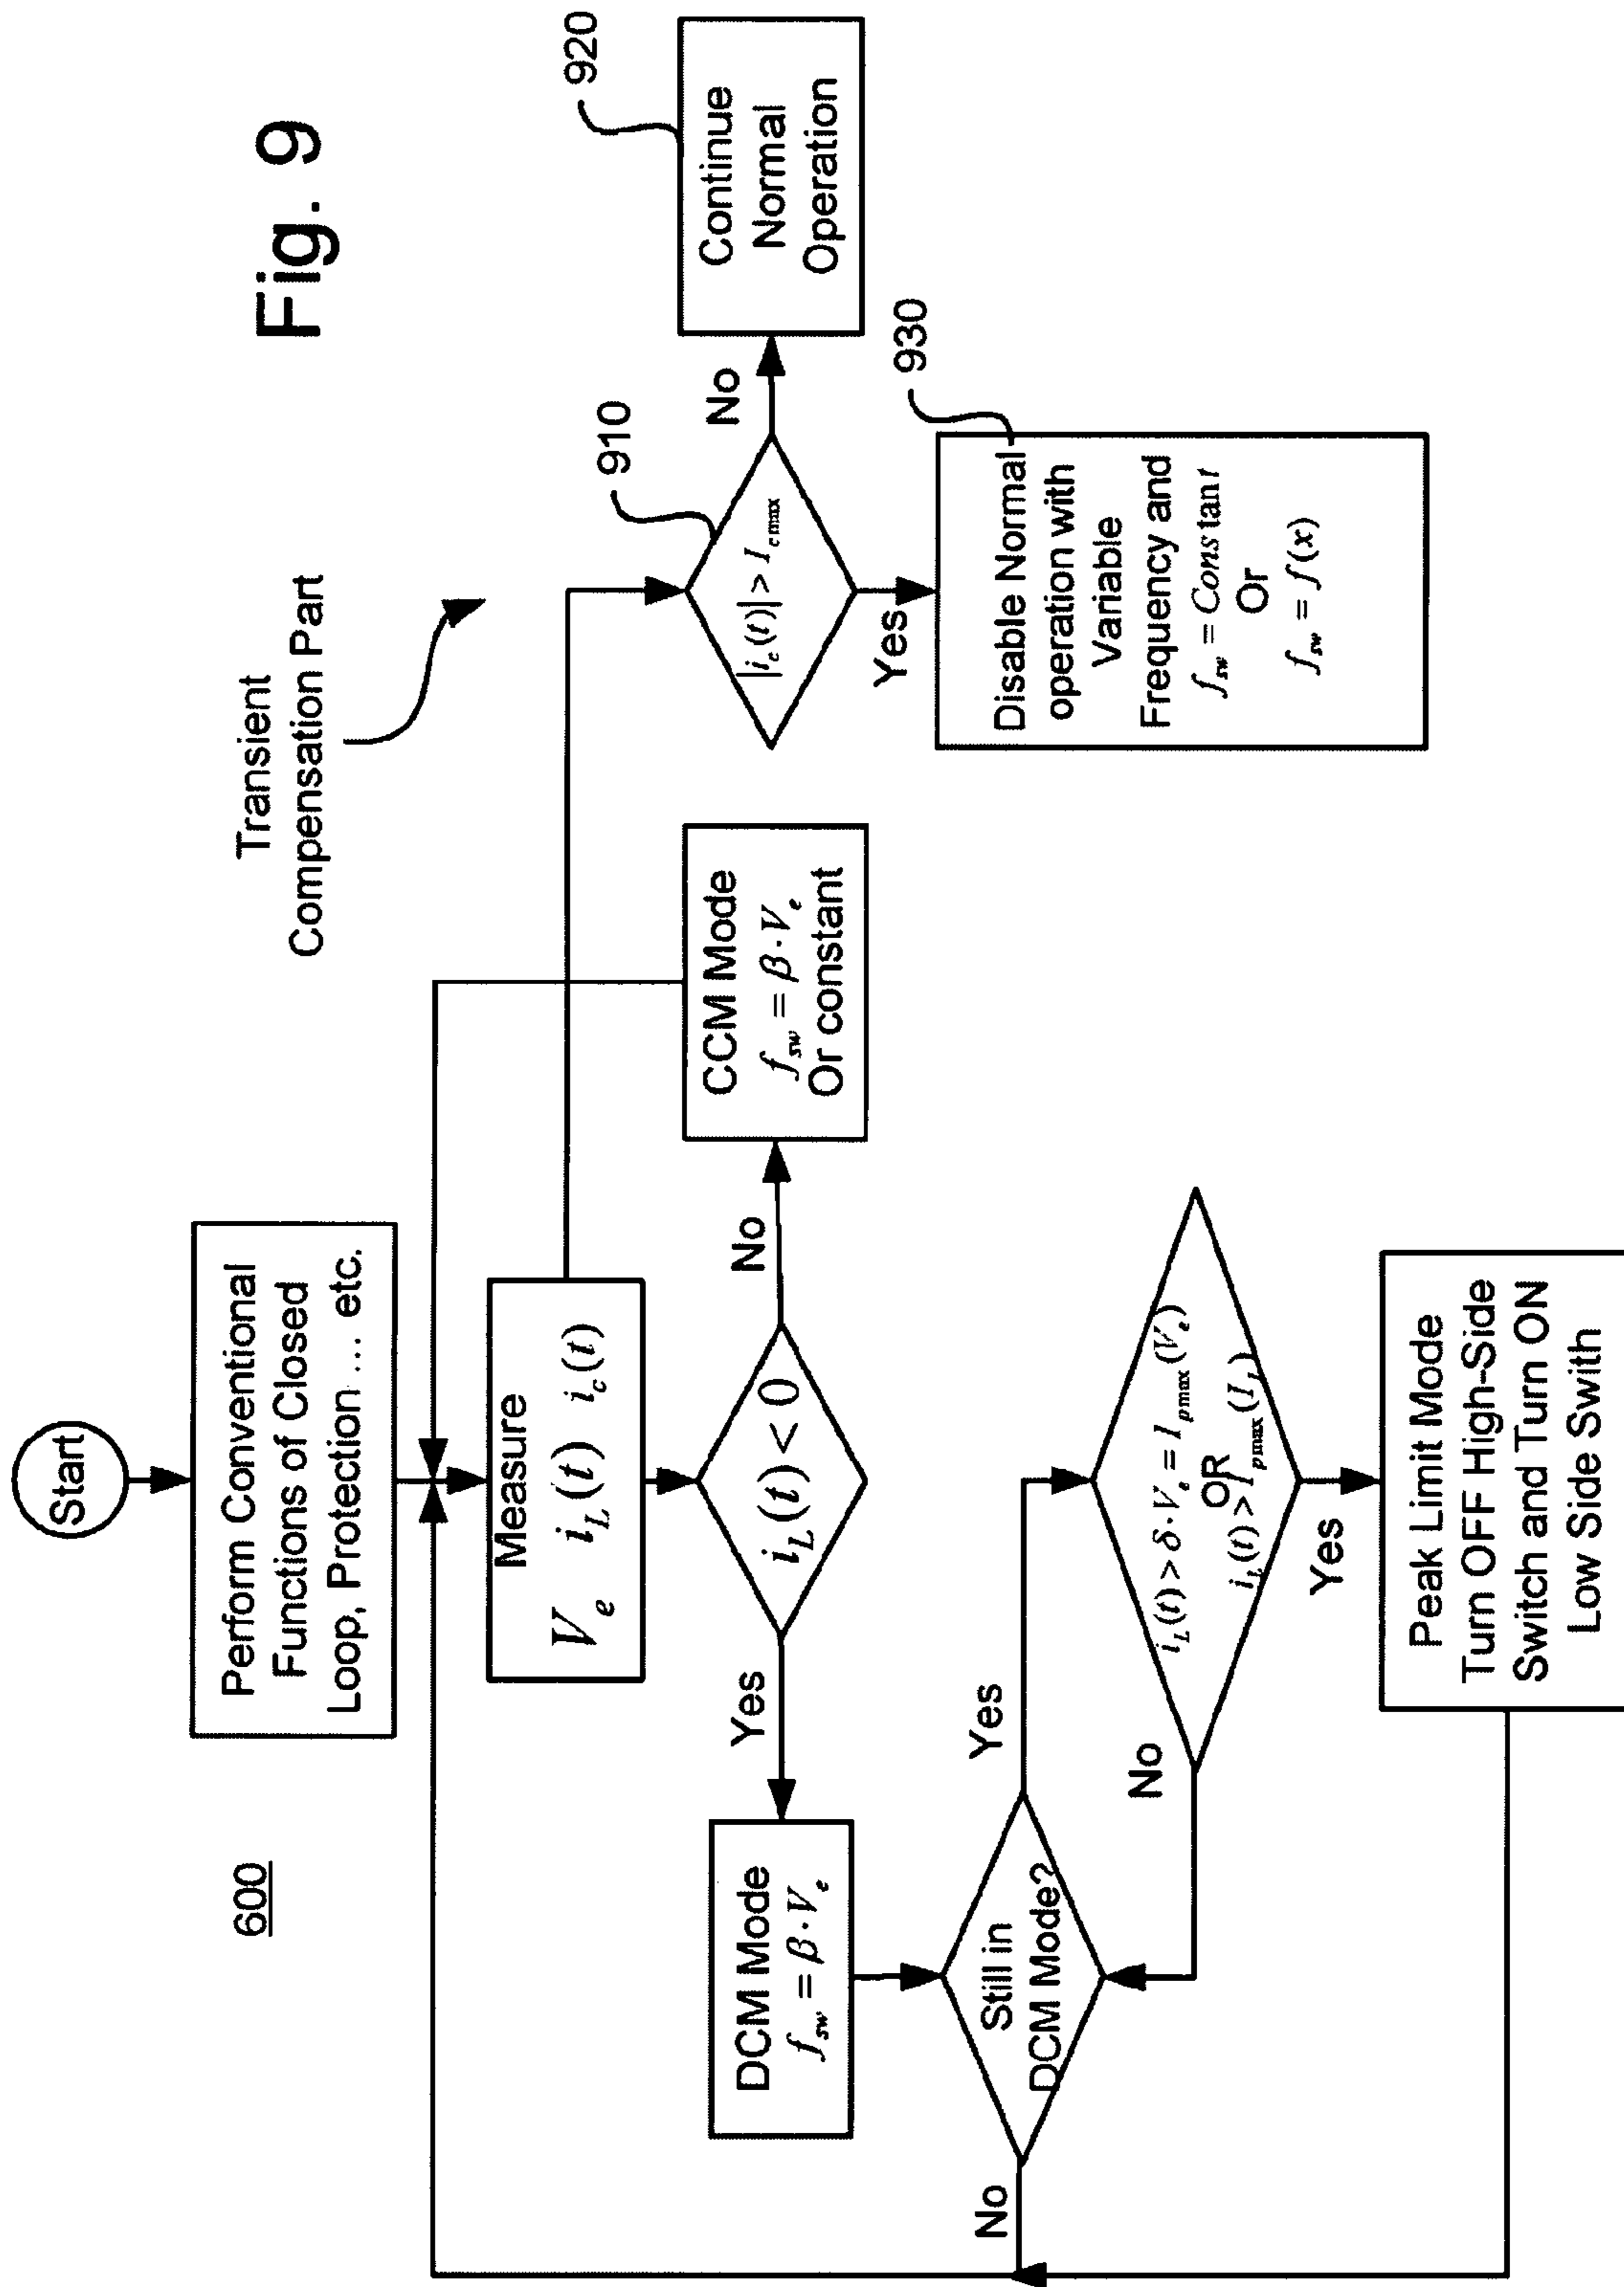 Fig. 9
600
Start
Perform Conventional
Functions of Closed
Loop, Protection ... etc.
Measure
V_e i_L(t) i_c(t)
i_L(t) < 0
Yes
No
DCM Mode
f_sw = β · V_e
CCM Mode
f_sw = β · V_e
Or constant
Still in
DCM Mode?
No
Yes
i_L(t) > δ · V_e = I_pmax(V_e)
OR
i_L(t) > I_pmax(I_L)
No
Yes
Peak Limit Mode
Turn OFF High-Side
Switch and Turn ON
Low Side Swith
Transient
Compensation Part
|i_c(t)| > I_cmax
910
No
Yes
Continue
Normal
Operation
920
Disable Normal
operation with
Variable
Frequency and
f_sw = Cons tant
Or
f_sw = f(x)
930